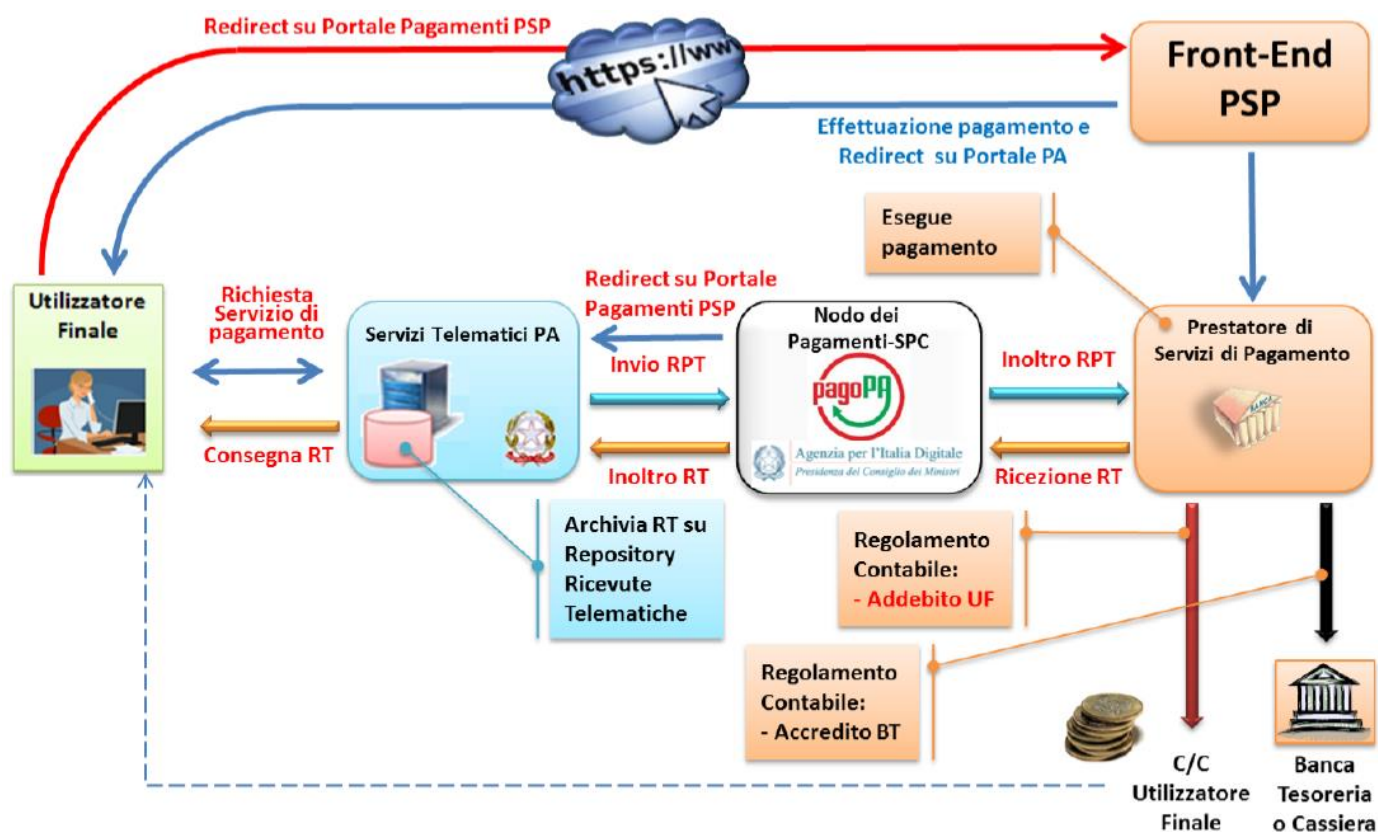 Redirect su Portale Pagamenti PSP
https://www
Front-End
PSP
Effettuazione pagamento e
Redirect su Portale PA
Esegue
pagamento
Utilizzatore
Finale
Richiesta
Servizio di
pagamento
Consegna RT
Servizi Telematici PA
Redirect su Portale
Pagamenti PSP
Invio RPT
Inoltro RT
Nodo dei
Pagamenti-SPC
pagoPA
Agenzia per l'Italia Digitale
Presidenza del Consiglio dei Ministri
Inoltro RPT
Ricezione RT
Prestatore di
Servizi di Pagamento
BANCA
Archivia RT su
Repository
Ricevute
Telematiche
Regolamento
Contabile:
- Addebito UF
Regolamento
Contabile:
- Accredito BT
C/C
Utilizzatore
Finale
Banca
Tesoreria
o Cassiera